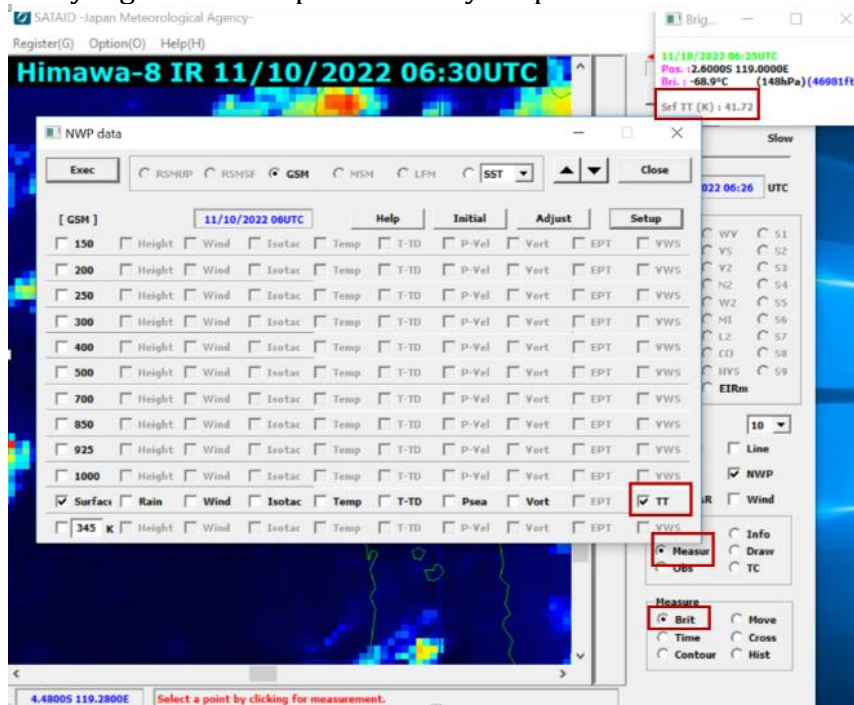 SATAID -Japan Meteorological Agency-
Register(G) Option(O) Help(H)
Himawa-8 IR 11/10/2022 06:30UTC
Brig...
11/10/2022 06:25UTC
Pos. :2.6000S 119.0000E
Bri. : -68.9°C (148hPa)(46981ft
Srf TT (K) : 41.72
Slow
NWP data
Exec RSMUP RSMSF GSM MSM LFM SST Close
022 06:26 UTC
[ GSM ] 11/10/2022 06UTC Help Initial Adjust Setup
150 Height Wind Isotac Temp T-TD P-Vel Vort EPT VWS
200 Height Wind Isotac Temp T-TD P-Vel Vort EPT VWS
250 Height Wind Isotac Temp T-TD P-Vel Vort EPT VWS
300 Height Wind Isotac Temp T-TD P-Vel Vort EPT VWS
400 Height Wind Isotac Temp T-TD P-Vel Vort EPT VWS
500 Height Wind Isotac Temp T-TD P-Vel Vort EPT VWS
700 Height Wind Isotac Temp T-TD P-Vel Vort EPT VWS
850 Height Wind Isotac Temp T-TD P-Vel Vort EPT VWS
925 Height Wind Isotac Temp T-TD P-Vel Vort EPT VWS
1000 Height Wind Isotac Temp T-TD P-Vel Vort EPT VWS
Surface Rain Wind Isotac Temp T-TD Psea Vort EPT TT
345 K Height Wind Isotac Temp T-TD P-Vel Vort EPT VWS
WV S1
VS S2
V2 S3
N2 S4
W2 S5
MI S6
L2 S7
CO S8
HVS S9
EIRm
10
Line
NWP
R Wind
Info
Measur Draw
Obs TC
Measure
Brit Move
Time Cross
Contour Hist
4.4800S 119.2800E Select a point by clicking for measurement.